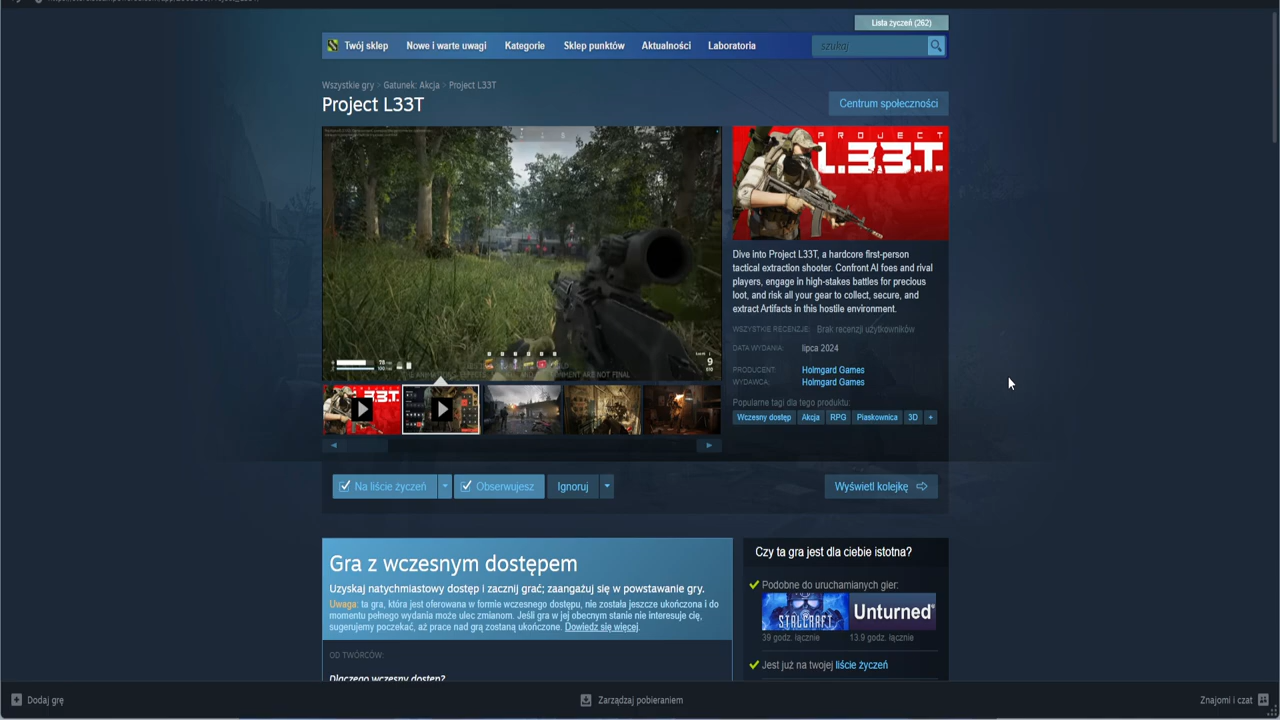 Lista życzeń (262)
Twój sklep Nowe i warte uwagi Kategorie Sklep punktów Aktualności Laboratoria szukaj
Wszystkie gry > Gatunek: Akcja > Project L33T
Project L33T
Centrum społeczności
PROJECT
L.33T.
Dive into Project L33T, a hardcore first-person
tactical extraction shooter. Confront AI foes and rival
players, engage in high-stakes battles for precious
loot, and risk all your gear to collect, secure, and
extract Artifacts in this hostile environment.
WSZYSTKIE RECENZJE: Brak recenzji użytkowników
DATA WYDANIA: lipca 2024
PRODUCENT: Holmgard Games
WYDAWCA: Holmgard Games
Popularne tagi dla tego produktu:
Wczesny dostęp Akcja RPG Piaskownica 3D +
Na liście życzeń Obserwujesz Ignoruj Wyświetl kolejkę
Gra z wczesnym dostępem
Uzyskaj natychmiastowy dostęp i zacznij grać; zaangażuj się w powstawanie gry.
Uwaga: ta gra, która jest oferowana w formie wczesnego dostępu, nie została jeszcze ukończona i do
momentu pełnego wydania może ulec zmianom. Jeśli gra w jej obecnym stanie nie interesuje cię,
sugerujemy poczekać, aż prace nad grą zostaną ukończone. Dowiedz się więcej.
OD TWÓRCÓW:
Dlaczego wczesny dostęp?
Czy ta gra jest dla ciebie istotna?
Podobne do uruchamianych gier:
STALCRAFT Unturned
39 godz. łącznie 13.9 godz. łącznie
Jest już na twojej liście życzeń
Dodaj grę Zarządzaj pobieraniem Znajomi i czat